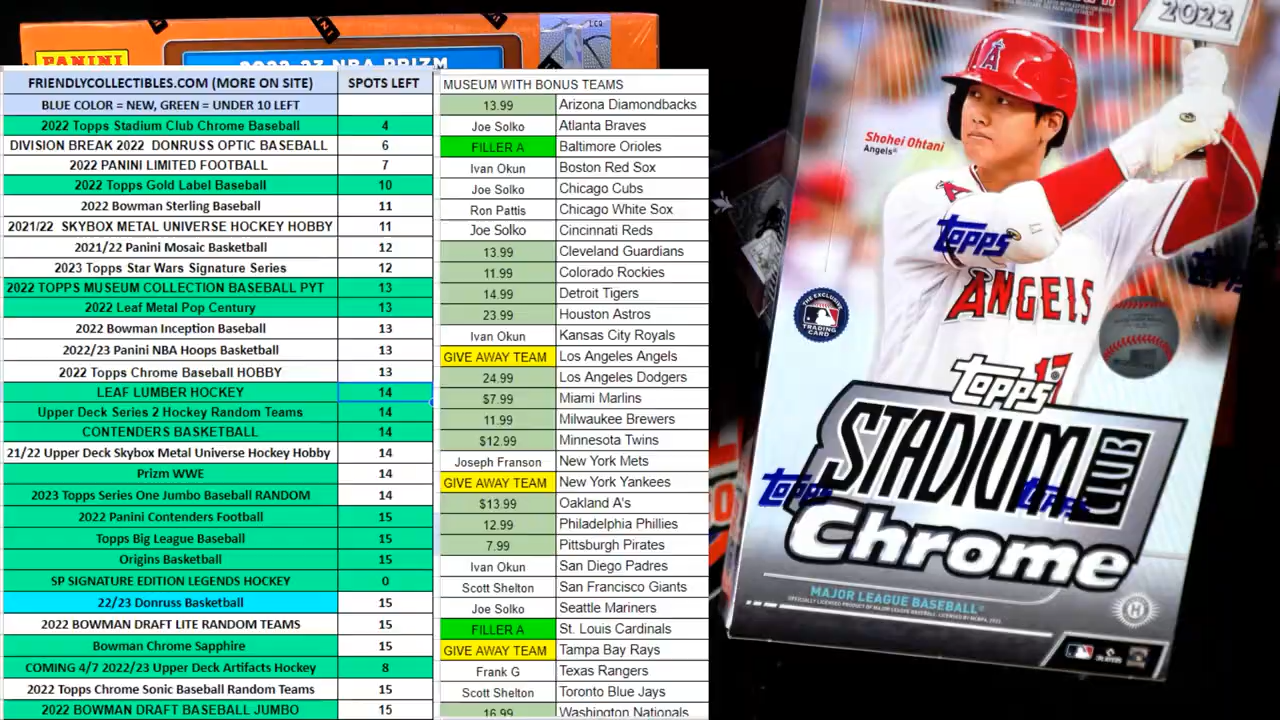 PANINI
2022-23 NBA PRIZM
FRIENDLYCOLLECTIBLES.COM (MORE ON SITE) SPOTS LEFT
BLUE COLOR = NEW, GREEN = UNDER 10 LEFT
2022 Topps Stadium Club Chrome Baseball 4
DIVISION BREAK 2022 DONRUSS OPTIC BASEBALL 6
2022 PANINI LIMITED FOOTBALL 7
2022 Topps Gold Label Baseball 10
2022 Bowman Sterling Baseball 11
2021/22 SKYBOX METAL UNIVERSE HOCKEY HOBBY 11
2021/22 Panini Mosaic Basketball 12
2023 Topps Star Wars Signature Series 12
2022 TOPPS MUSEUM COLLECTION BASEBALL PYT 13
2022 Leaf Metal Pop Century 13
2022 Bowman Inception Baseball 13
2022/23 Panini NBA Hoops Basketball 13
2022 Topps Chrome Baseball HOBBY 13
LEAF LUMBER HOCKEY 14
Upper Deck Series 2 Hockey Random Teams 14
CONTENDERS BASKETBALL 14
21/22 Upper Deck Skybox Metal Universe Hockey Hobby 14
Prizm WWE 14
2023 Topps Series One Jumbo Baseball RANDOM 14
2022 Panini Contenders Football 15
Topps Big League Baseball 15
Origins Basketball 15
SP SIGNATURE EDITION LEGENDS HOCKEY 0
22/23 Donruss Basketball 15
2022 BOWMAN DRAFT LITE RANDOM TEAMS 15
Bowman Chrome Sapphire 15
COMING 4/7 2022/23 Upper Deck Artifacts Hockey 8
2022 Topps Chrome Sonic Baseball Random Teams 15
2022 BOWMAN DRAFT BASEBALL JUMBO 15
MUSEUM WITH BONUS TEAMS
13.99 Arizona Diamondbacks
Joe Solko Atlanta Braves
FILLER A Baltimore Orioles
Ivan Okun Boston Red Sox
Joe Solko Chicago Cubs
Ron Pattis Chicago White Sox
Joe Solko Cincinnati Reds
13.99 Cleveland Guardians
11.99 Colorado Rockies
14.99 Detroit Tigers
23.99 Houston Astros
Ivan Okun Kansas City Royals
GIVE AWAY TEAM Los Angeles Angels
24.99 Los Angeles Dodgers
$7.99 Miami Marlins
11.99 Milwaukee Brewers
$12.99 Minnesota Twins
Joseph Franson New York Mets
GIVE AWAY TEAM New York Yankees
$13.99 Oakland A's
12.99 Philadelphia Phillies
7.99 Pittsburgh Pirates
Ivan Okun San Diego Padres
Scott Shelton San Francisco Giants
Joe Solko Seattle Mariners
FILLER A St. Louis Cardinals
GIVE AWAY TEAM Tampa Bay Rays
Frank G Texas Rangers
Scott Shelton Toronto Blue Jays
16.99 Washington Nationals
2022
A
Shohei Ohtani
Angels®
topps
ANGELS
THE EXCLUSIVE
TRADING CARD
topps
STADIUM
CLUB
topps
topps
Chrome
MAJOR LEAGUE BASEBALL®
H